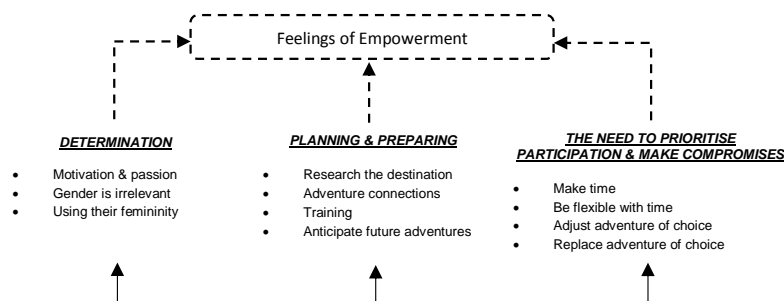 Feelings of Empowerment
DETERMINATION
• Motivation & passion
• Gender is irrelevant
• Using their femininity
PLANNING & PREPARING
• Research the destination
• Adventure connections
• Training
• Anticipate future adventures
THE NEED TO PRIORITISE
PARTICIPATION & MAKE COMPROMISES
• Make time
• Be flexible with time
• Adjust adventure of choice
• Replace adventure of choice